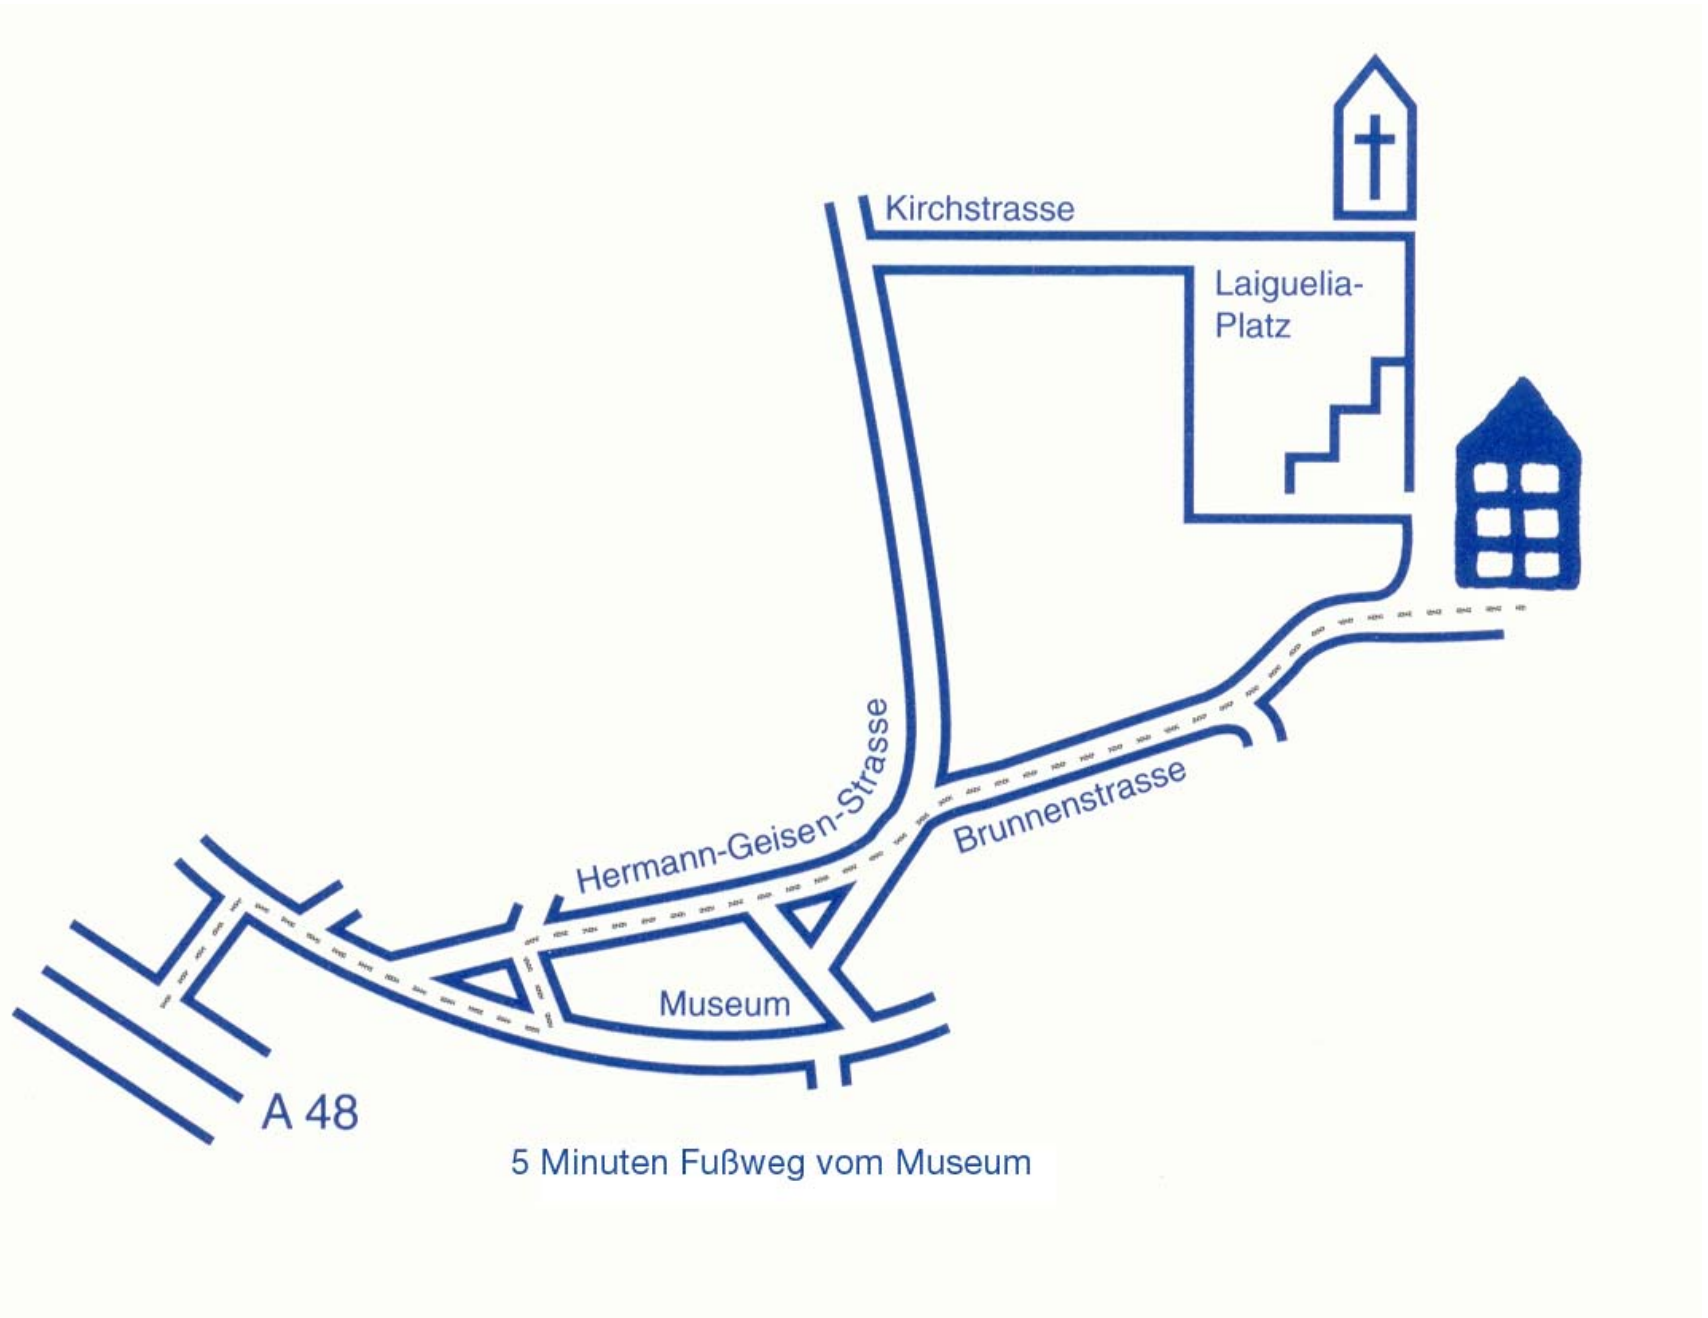 Kirchstrasse
Laiguelia-
Platz
Hermann-Geisen-Strasse
Brunnenstrasse
Museum
A 48
5 Minuten Fußweg vom Museum